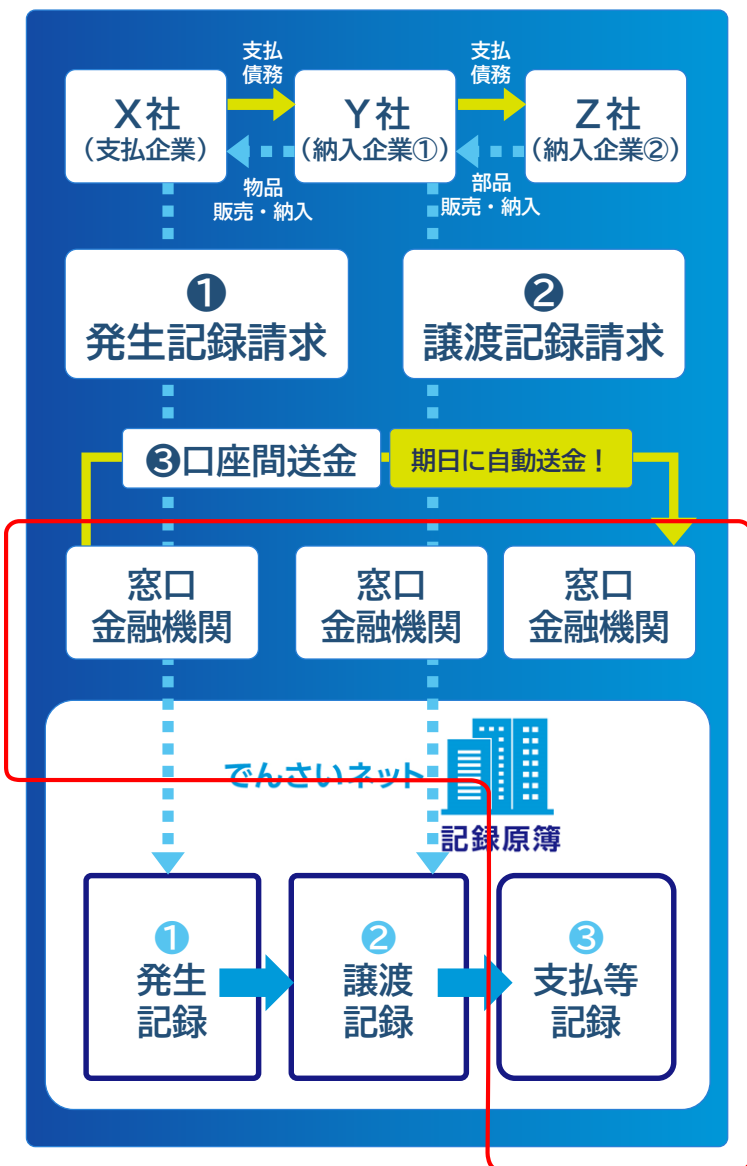 支払
債務
支払
債務
X社
(支払企業)
Y社
(納入企業①)
Z社
(納入企業②)
物品
販売・納入
部品
販売・納入
❶
発生記録請求
❷
譲渡記録請求
❸口座間送金
期日に自動送金！
窓口
金融機関
窓口
金融機関
窓口
金融機関
でんさいネット
記録原簿
❶
発生
記録
❷
譲渡
記録
❸
支払等
記録